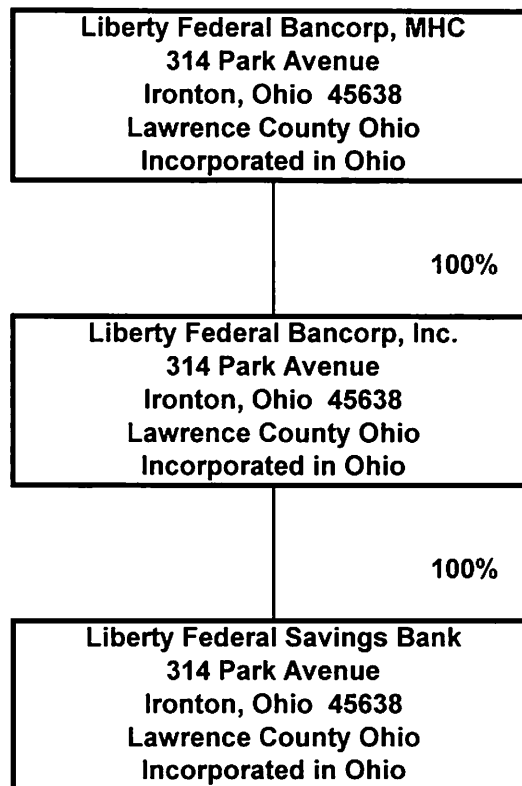 Liberty Federal Bancorp, MHC
314 Park Avenue
Ironton, Ohio 45638
Lawrence County Ohio
Incorporated in Ohio
100%
Liberty Federal Bancorp, Inc.
314 Park Avenue
Ironton, Ohio 45638
Lawrence County Ohio
Incorporated in Ohio
100%
Liberty Federal Savings Bank
314 Park Avenue
Ironton, Ohio 45638
Lawrence County Ohio
Incorporated in Ohio